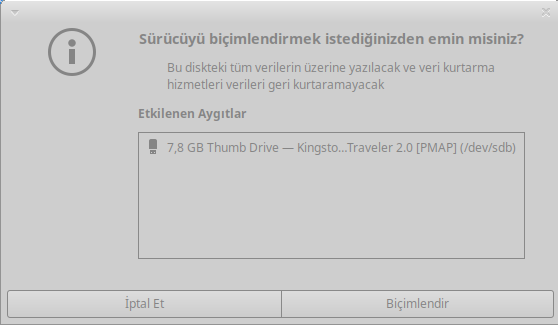 Sürücüyü biçimlendirmek istediğinizden emin misiniz?
Bu diskteki tüm verilerin üzerine yazılacak ve veri kurtarma
hizmetleri verileri geri kurtaramayacak
Etkilenen Aygıtlar
7,8 GB Thumb Drive — Kingsto...Traveler 2.0 [PMAP] (/dev/sdb)
İptal Et
Biçimlendir